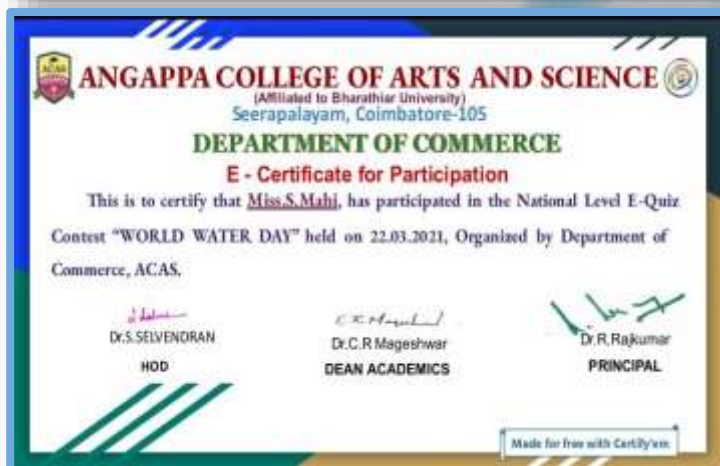 ACAS
ANGAPPA COLLEGE OF ARTS AND SCIENCE
(Affiliated to Bharathiar University)
Seerapalayam, Coimbatore-105
DEPARTMENT OF COMMERCE
E - Certificate for Participation
This is to certify that Miss.S.Mahi, has participated in the National Level E-Quiz
Contest “WORLD WATER DAY” held on 22.03.2021, Organized by Department of
Commerce, ACAS.
Dr.S.SELVENDRAN
HOD
C.R.Mageshwar
Dr.C.R Mageshwar
DEAN ACADEMICS
Dr.R.Rajkumar
PRINCIPAL
Made for free with Certify'em